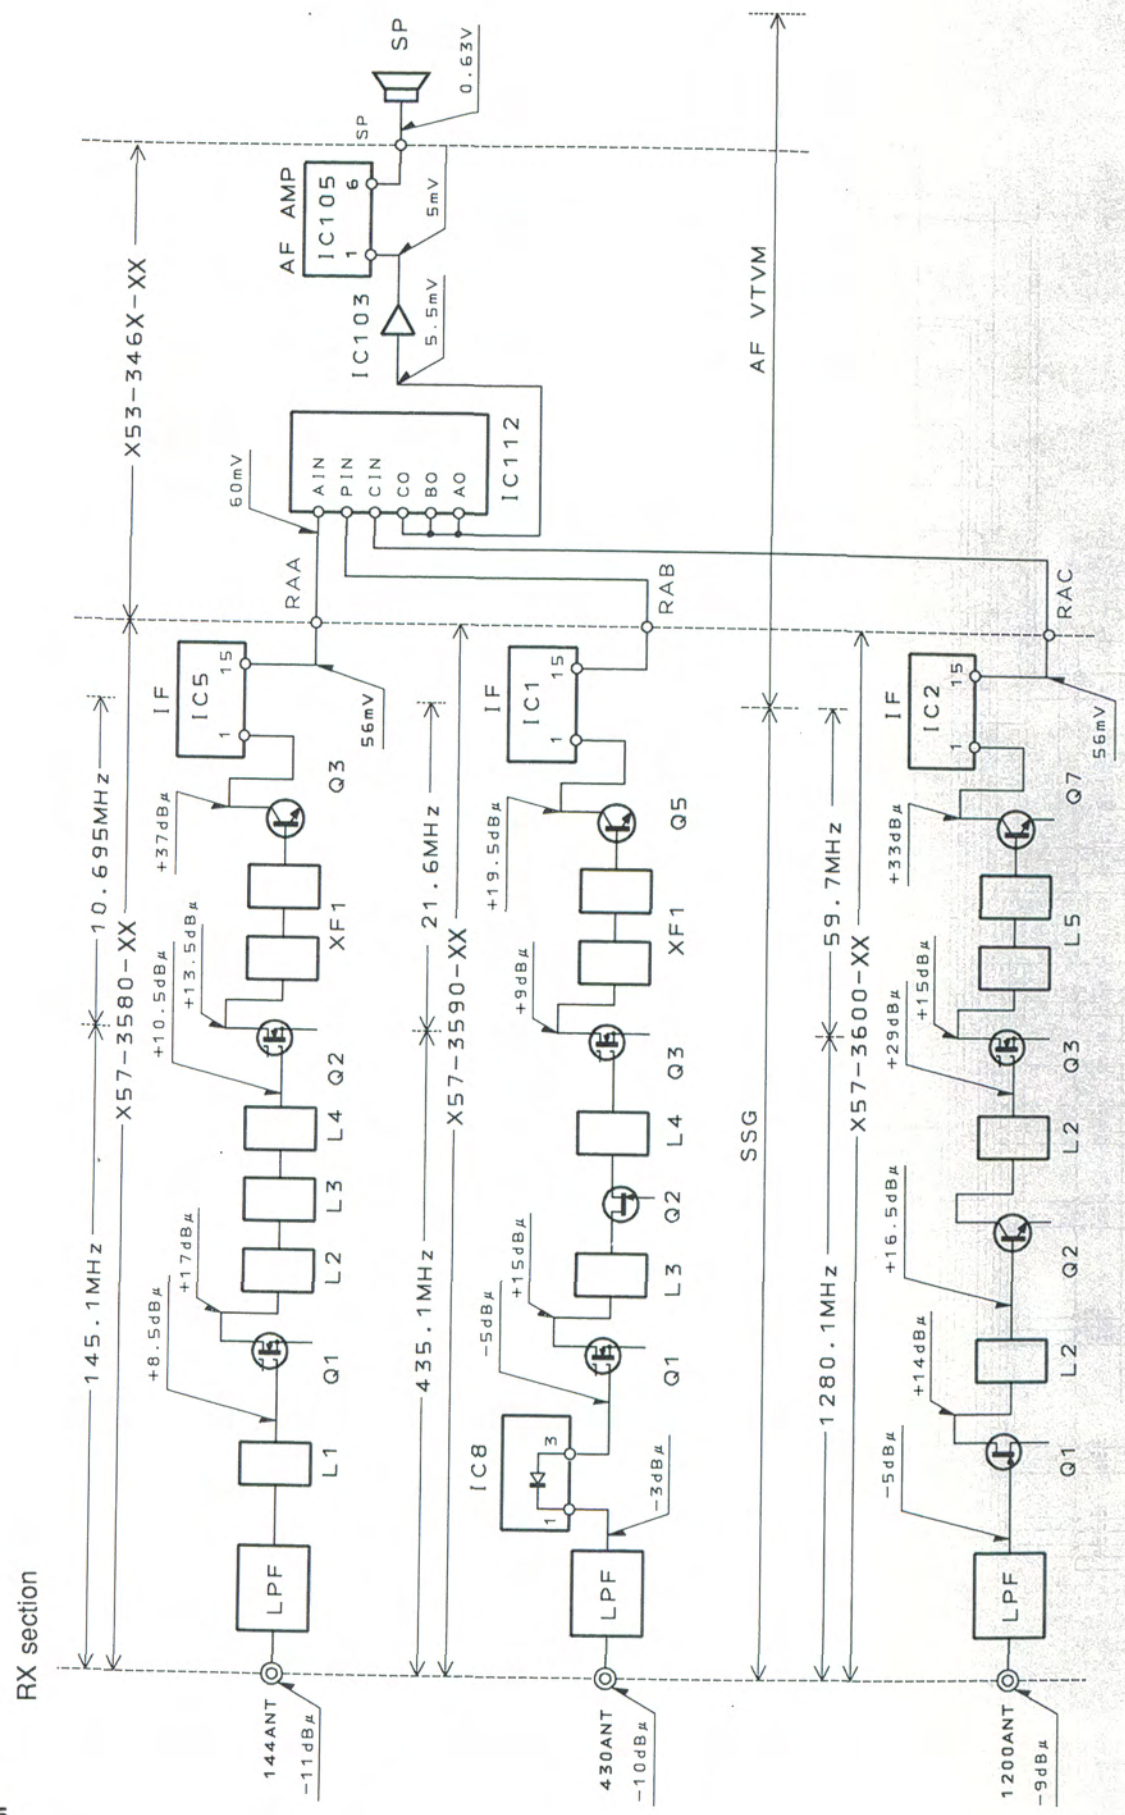 RX section
145.1MHz
10.695MHz
X57-3580-XX
X53-346X-XX
144ANT
-11dBμ
LPF
L1
+8.5dBμ
Q1
+17dBμ
L2
L3
L4
+10.5dBμ
Q2
+13.5dBμ
XF1
+37dBμ
Q3
IF
IC5
1
15
56mV
RAA
60mV
AIN
PIN
CIN
CO
BO
AO
IC112
5.5mV
IC103
5mV
AF AMP
IC105
1
6
SP
SP
0.63V
435.1MHz
21.6MHz
X57-3590-XX
430ANT
-10dBμ
LPF
-3dBμ
IC8
1
3
-5dBμ
Q1
+15dBμ
L3
Q2
L4
Q3
+9dBμ
XF1
+19.5dBμ
Q5
IF
IC1
1
15
RAB
SSG
AF VTVM
1280.1MHz
59.7MHz
X57-3600-XX
1200ANT
-9dBμ
LPF
-5dBμ
Q1
+14dBμ
L2
+16.5dBμ
Q2
L2
+29dBμ
Q3
+15dBμ
L5
+33dBμ
Q7
IF
IC2
1
15
56mV
RAC